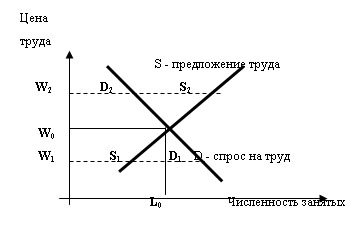 Цена
труда
S - предложение труда
W2 D2 S2
W0
W1 S1 D1 D - спрос на труд
L0 Численность занятых